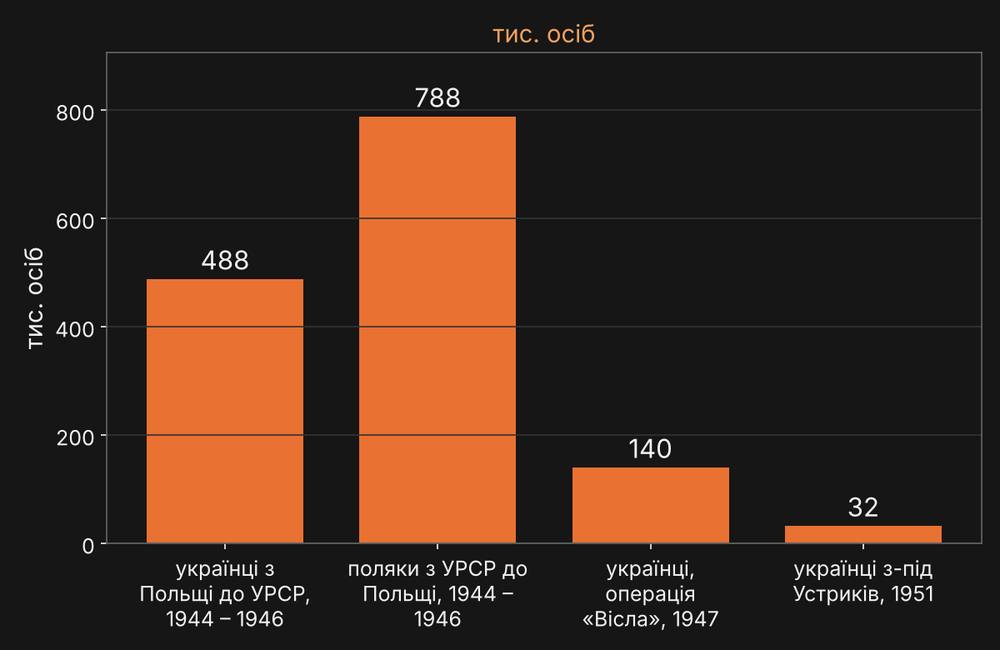 тис. осіб
тис. осіб
800
600
400
200
0
488
788
140
32
українці з
Польщі до УРСР,
1944 – 1946
поляки з УРСР до
Польщі, 1944 –
1946
українці,
операція
«Вісла», 1947
українці з-під
Устриків, 1951